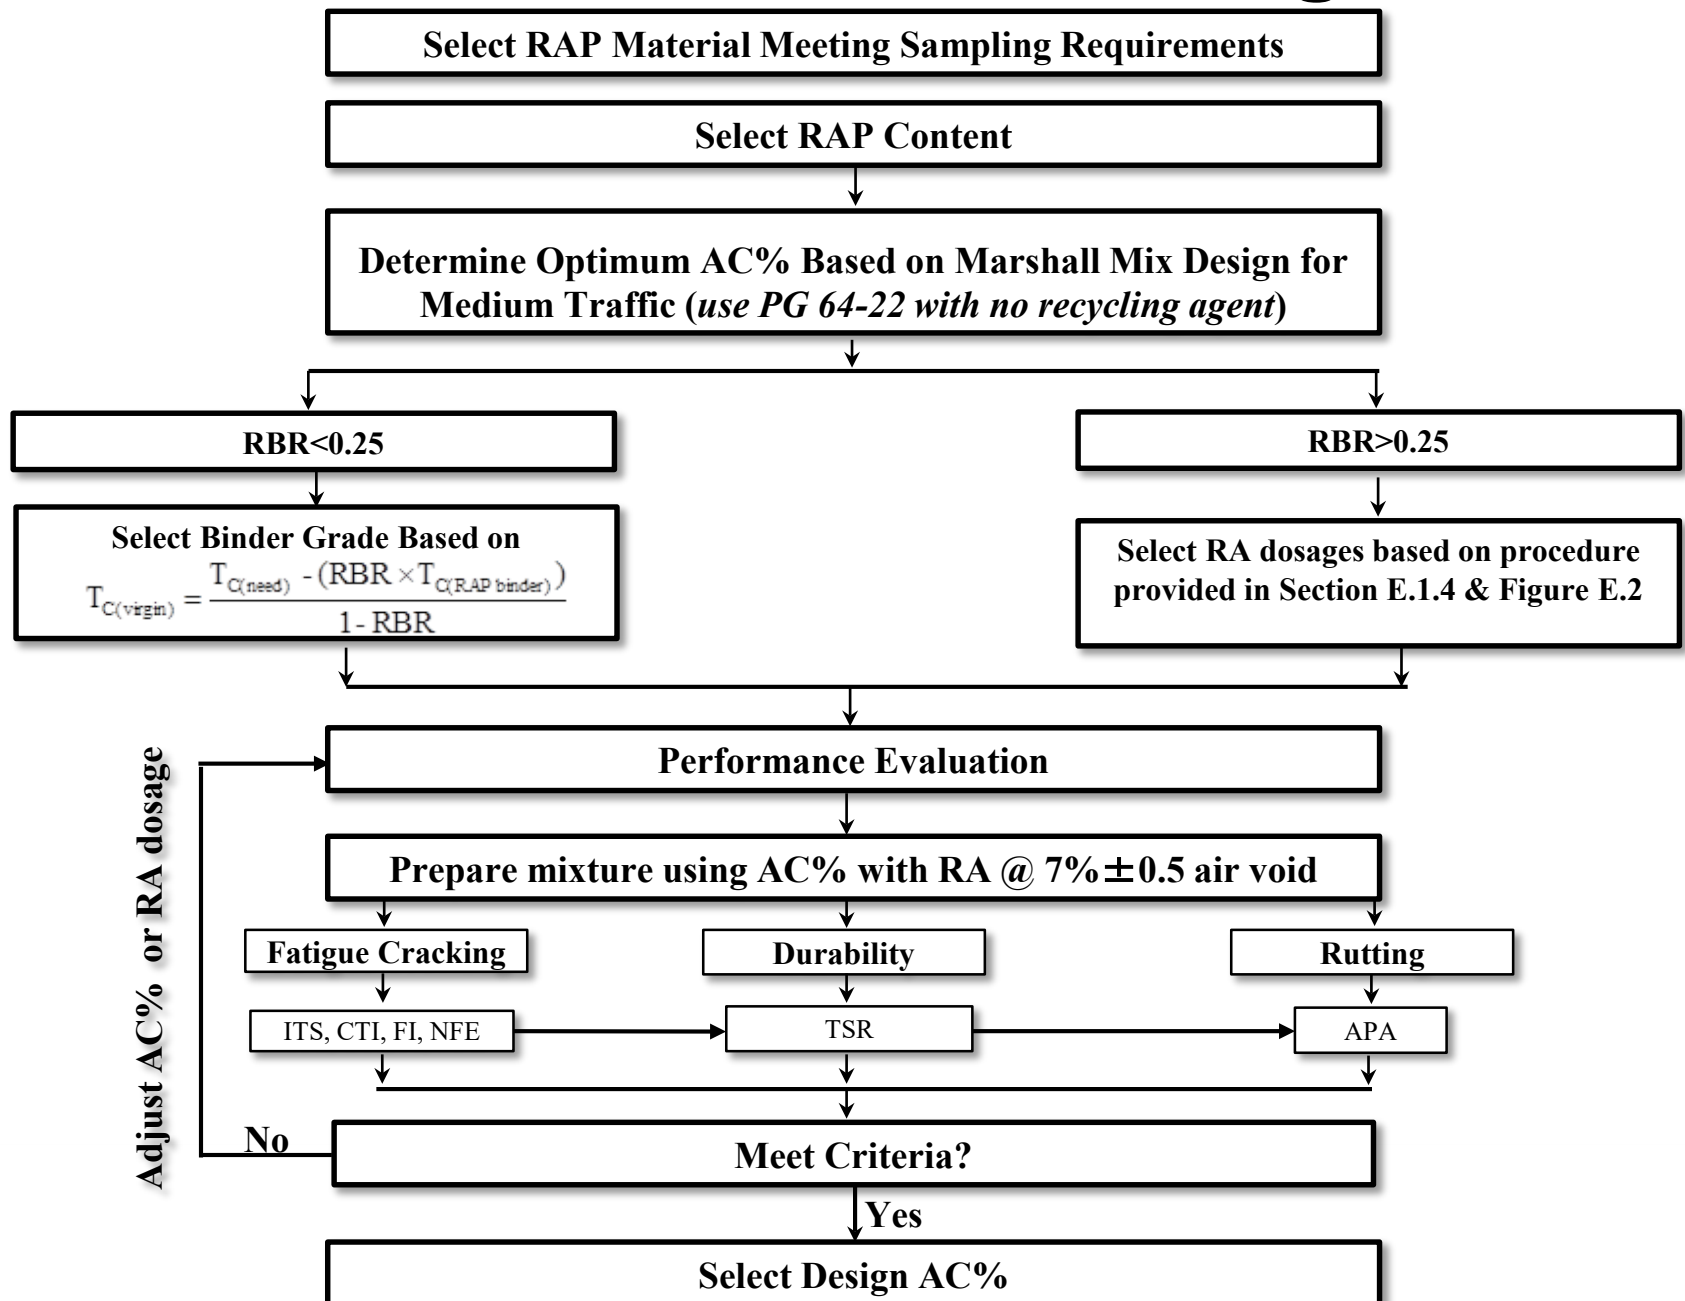 Select RAP Material Meeting Sampling Requirements
Select RAP Content
Determine Optimum AC% Based on Marshall Mix Design for
Medium Traffic (use PG 64-22 with no recycling agent)
RBR<0.25
RBR>0.25
Select Binder Grade Based on
T_C(virgin) = (T_C(need) - (RBR × T_C(RAP binder))) / (1 - RBR)
Select RA dosages based on procedure
provided in Section E.1.4 & Figure E.2
Performance Evaluation
Adjust AC% or RA dosage
Prepare mixture using AC% with RA @ 7%±0.5 air void
Fatigue Cracking
Durability
Rutting
ITS, CTI, FI, NFE
TSR
APA
No
Meet Criteria?
Yes
Select Design AC%